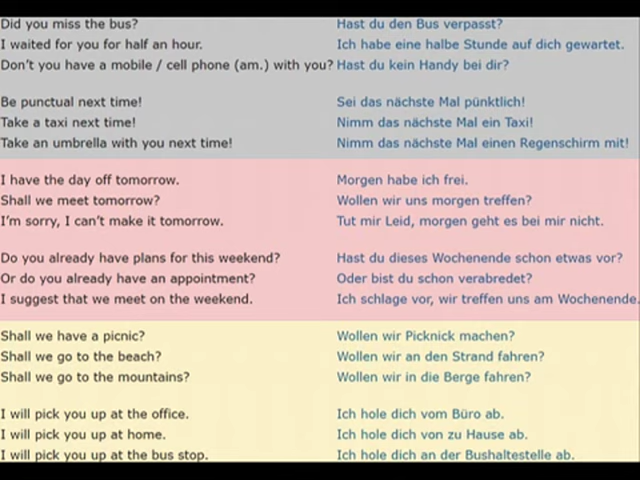 Did you miss the bus? Hast du den Bus verpasst?
I waited for you for half an hour. Ich habe eine halbe Stunde auf dich gewartet.
Don't you have a mobile / cell phone (am.) with you? Hast du kein Handy bei dir?
Be punctual next time! Sei das nächste Mal pünktlich!
Take a taxi next time! Nimm das nächste Mal ein Taxi!
Take an umbrella with you next time! Nimm das nächste Mal einen Regenschirm mit!
I have the day off tomorrow. Morgen habe ich frei.
Shall we meet tomorrow? Wollen wir uns morgen treffen?
I'm sorry, I can't make it tomorrow. Tut mir Leid, morgen geht es bei mir nicht.
Do you already have plans for this weekend? Hast du dieses Wochenende schon etwas vor?
Or do you already have an appointment? Oder bist du schon verabredet?
I suggest that we meet on the weekend. Ich schlage vor, wir treffen uns am Wochenende.
Shall we have a picnic? Wollen wir Picknick machen?
Shall we go to the beach? Wollen wir an den Strand fahren?
Shall we go to the mountains? Wollen wir in die Berge fahren?
I will pick you up at the office. Ich hole dich vom Büro ab.
I will pick you up at home. Ich hole dich von zu Hause ab.
I will pick you up at the bus stop. Ich hole dich an der Bushaltestelle ab.